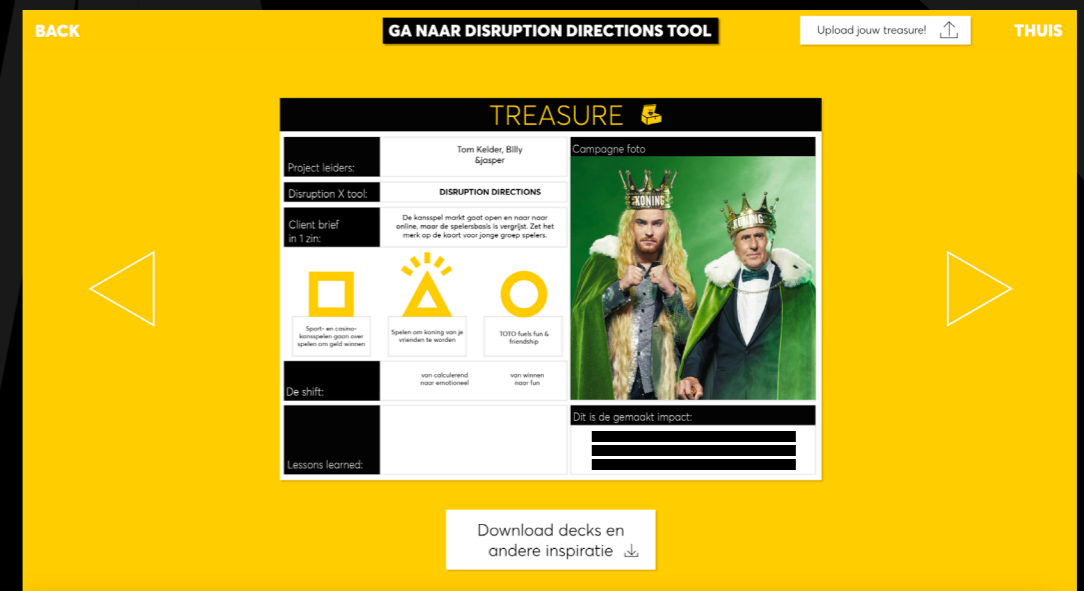 BACK
GA NAAR DISRUPTION DIRECTIONS TOOL
Upload jouw treasure!
THUIS
TREASURE
Project leiders:
Tom Kelder, Billy
&jasper
Disruption X tool:
DISRUPTION DIRECTIONS
Client brief
in 1 zin:
De kansspel markt gaat open en naar naar
online, maar de spelersbasis is vergrijst. Zet het
merk op de kaart voor jonge groep spelers.
Sport- en casino-
kansspelen gaan over
spelen om geld winnen
Spelen om koning van je
vrienden te worden
TOTO fuels fun &
friendship
De shift:
van calculerend
naar emotioneel
van winnen
naar fun
Lessons learned:
Campagne foto
KONING
KONING
Dit is de gemaakt impact:
Download decks en
andere inspiratie